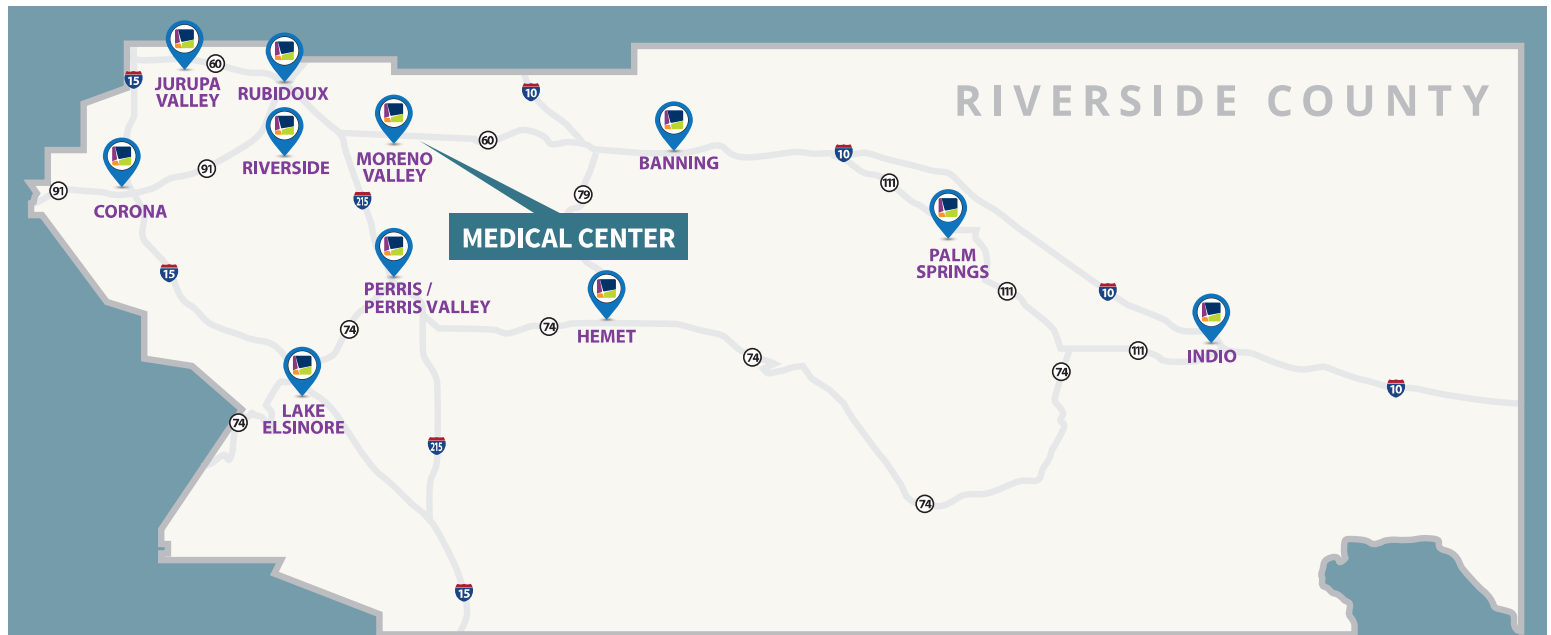 60
15
JURUPA
VALLEY
RUBIDOUX
10
RIVERSIDE COUNTY
60
MORENO
VALLEY
RIVERSIDE
BANNING
10
91
91
CORONA
215
79
111
MEDICAL CENTER
PALM
SPRINGS
15
PERRIS /
PERRIS VALLEY
111
10
74
74
HEMET
74
111
INDIO
74
10
LAKE
ELSINORE
74
215
74
15